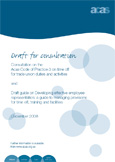 acas
Draft for consultation
Consultation on the
Acas Code of Practice on time off
for trade union duties and activities
and
Draft guide on Developing effective employee
representation: a guide to managing provisions
for time off, training and facilities
December 2008